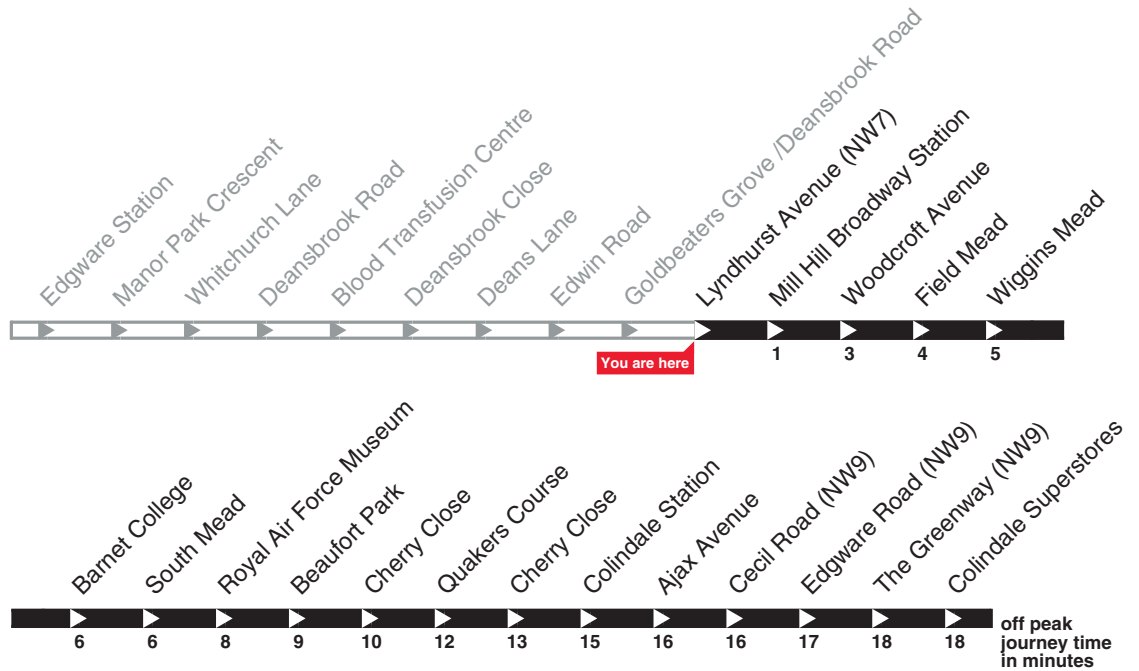 Edgware Station
Manor Park Crescent
Whitchurch Lane
Deansbrook Road
Blood Transfusion Centre
Deansbrook Close
Deans Lane
Edwin Road
Goldbeaters Grove /Deansbrook Road
Lyndhurst Avenue (NW7)
Mill Hill Broadway Station
Woodcroft Avenue
Field Mead
Wiggins Mead
You are here
1 3 4 5
Barnet College
South Mead
Royal Air Force Museum
Beaufort Park
Cherry Close
Quakers Course
Cherry Close
Colindale Station
Ajax Avenue
Cecil Road (NW9)
Edgware Road (NW9)
The Greenway (NW9)
Colindale Superstores
6 6 8 9 10 12 13 15 16 16 17 18 18
off peak
journey time
in minutes